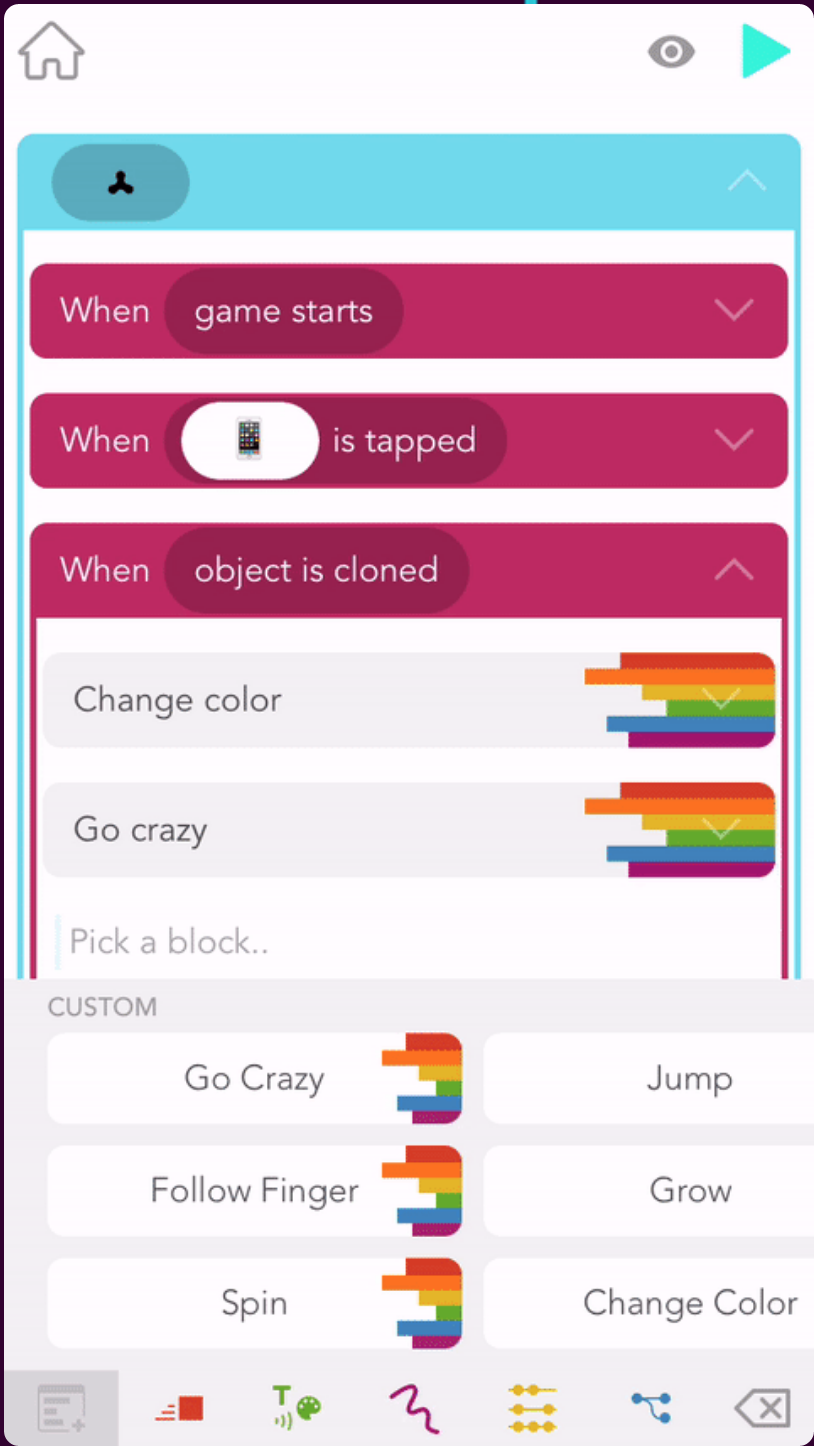 When game starts
When is tapped
When object is cloned
Change color
Go crazy
Pick a block..
CUSTOM
Go Crazy Jump
Follow Finger Grow
Spin Change Color
T